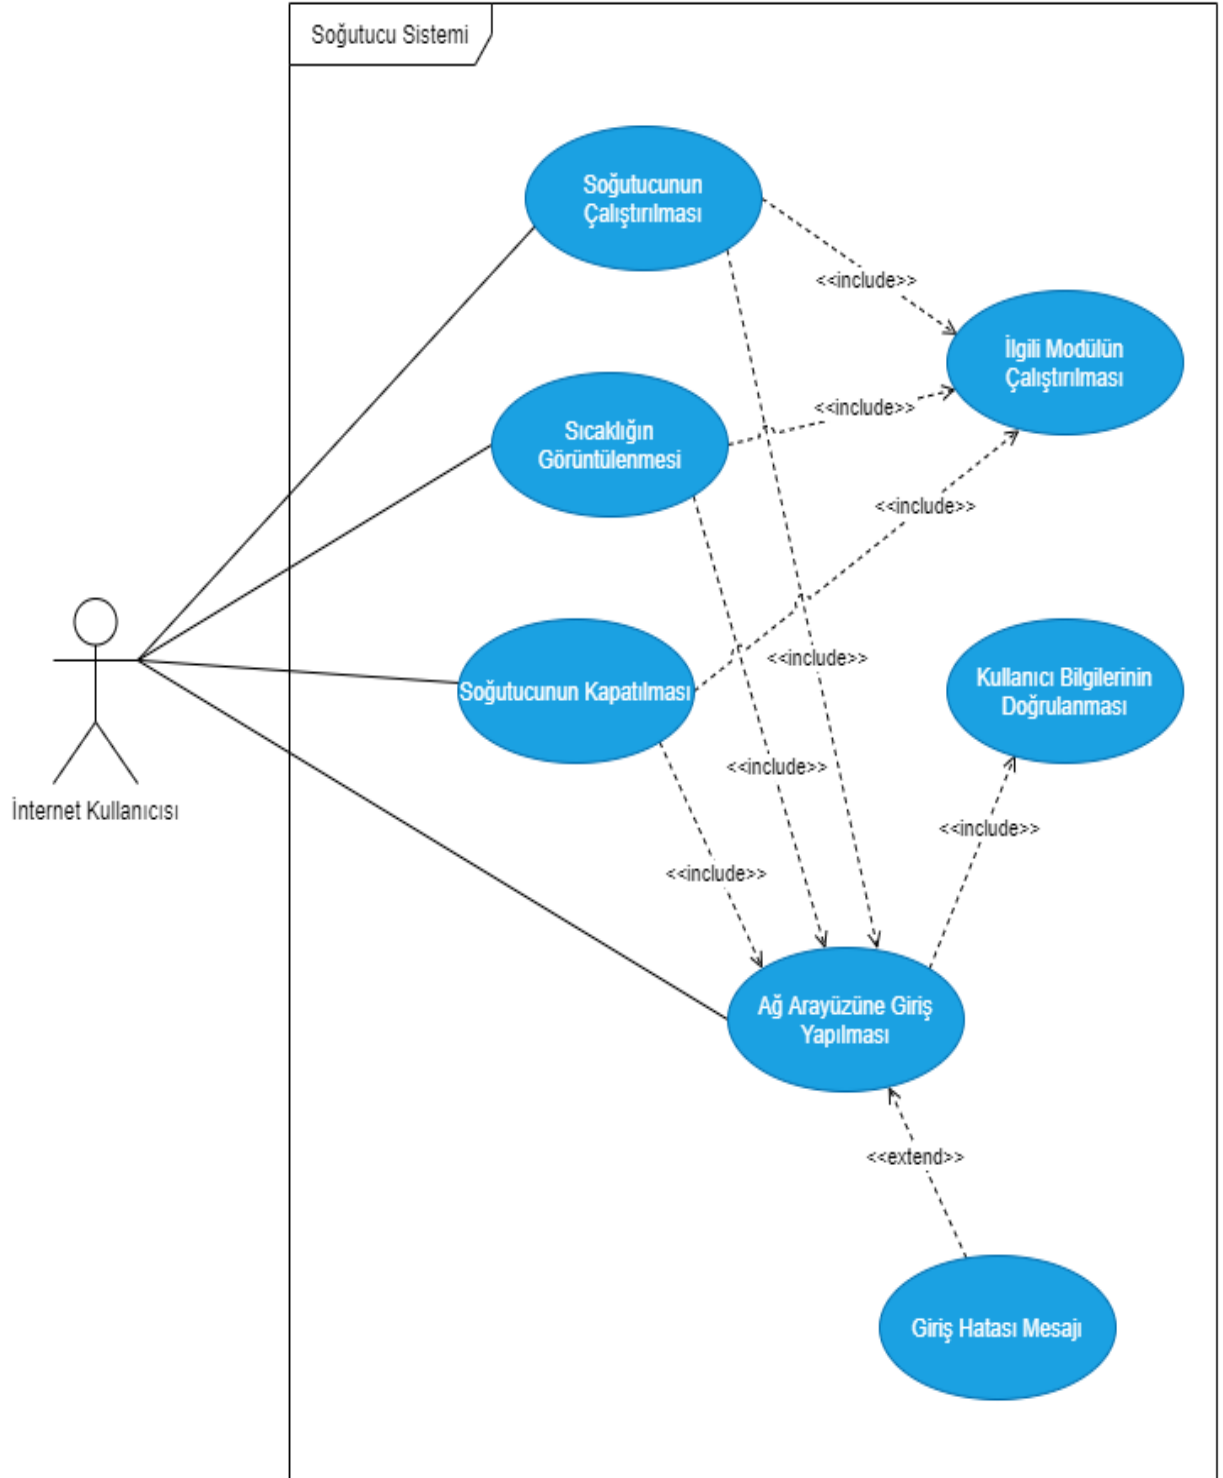 Soğutucu Sistemi
Soğutucunun
Çalıştırılması
<<include>>
İlgili Modülün
Çalıştırılması
<<include>>
Sıcaklığın
Görüntülenmesi
<<include>>
<<include>>
Kullanıcı Bilgilerinin
Doğrulanması
Soğutucunun Kapatılması
<<include>>
İnternet Kullanıcısı
<<include>>
<<include>>
Ağ Arayüzüne Giriş
Yapılması
<<extend>>
Giriş Hatası Mesajı